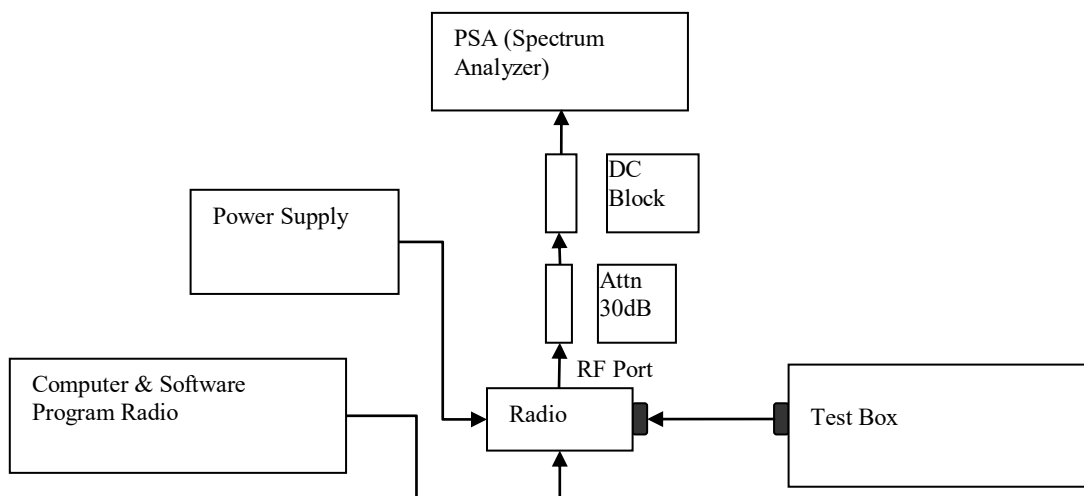 PSA (Spectrum
Analyzer)
DC
Block
Power Supply
Attn
30dB
RF Port
Computer & Software
Program Radio
Radio
Test Box